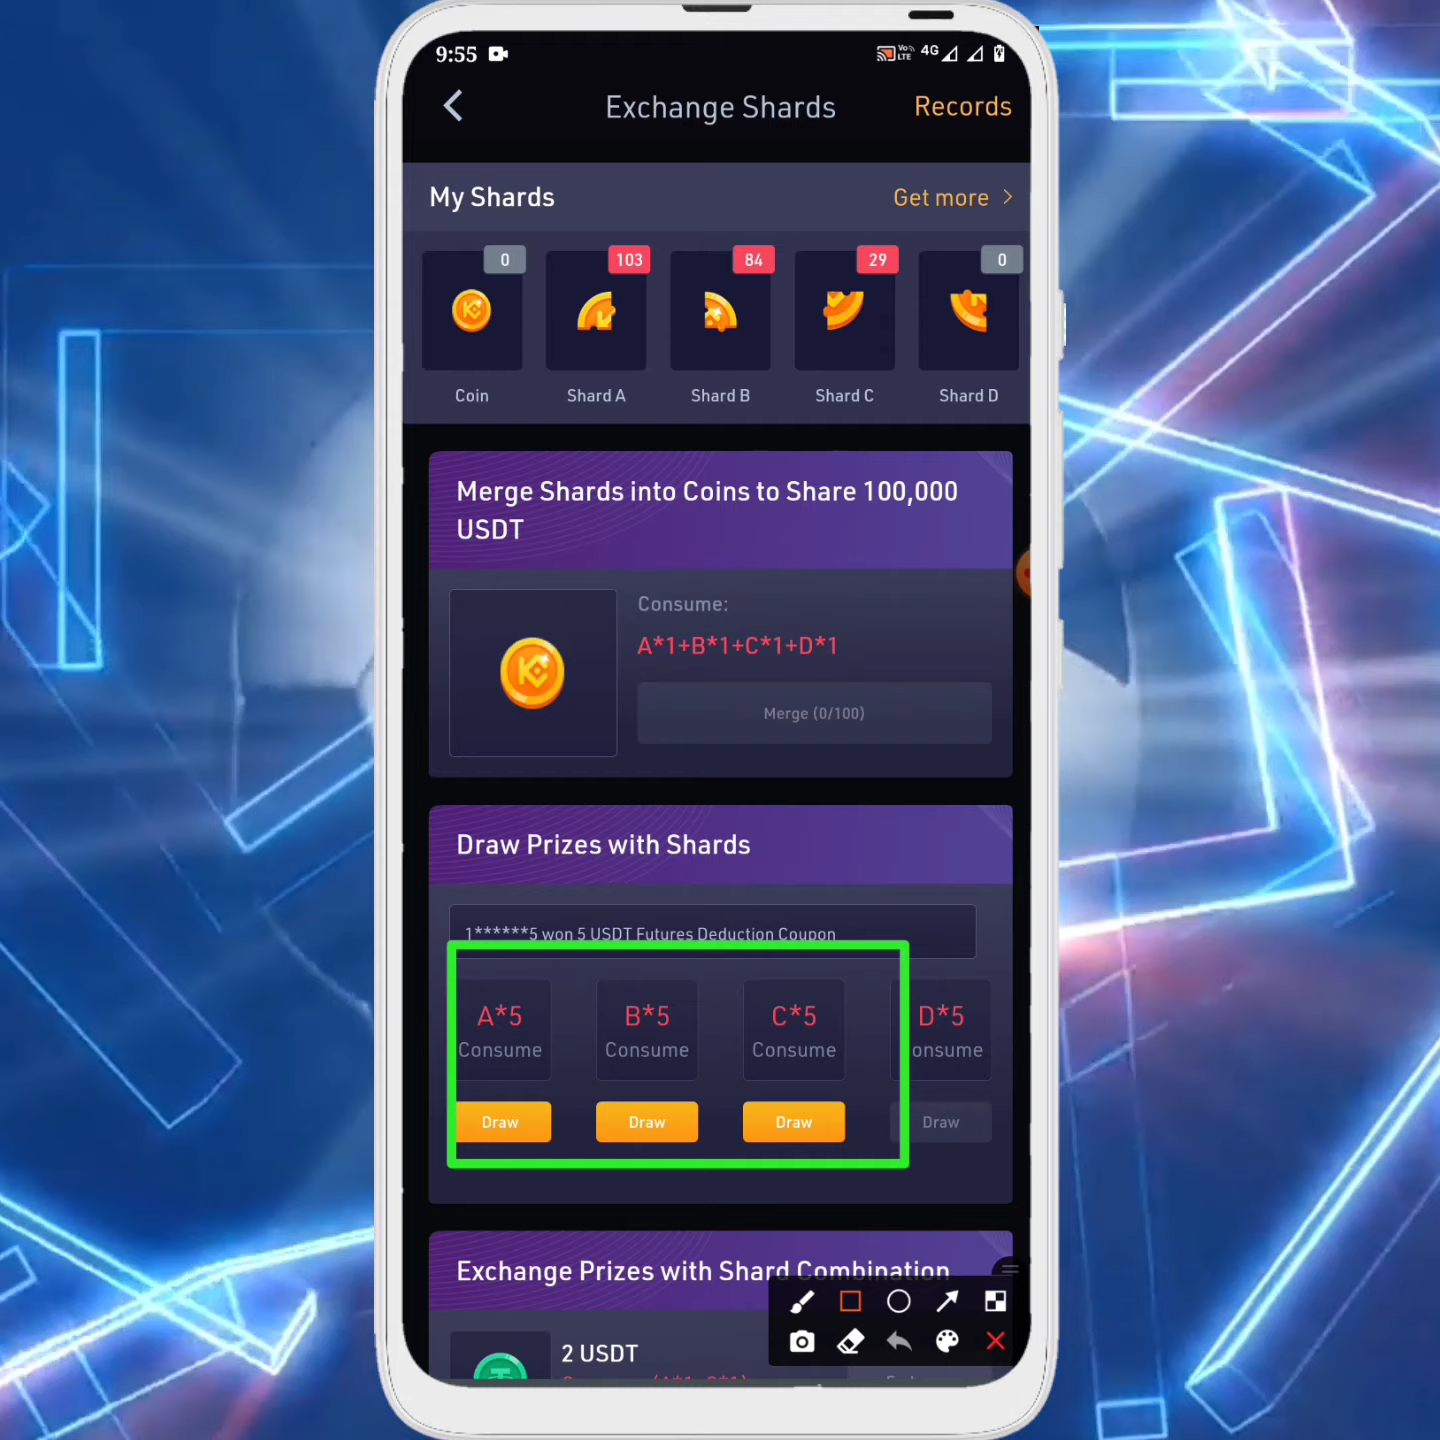 9:55
Vo LTE 4G
Exchange Shards
Records
My Shards
Get more >
0
103
84
29
0
Coin
Shard A
Shard B
Shard C
Shard D
Merge Shards into Coins to Share 100,000
USDT
Consume:
A*1+B*1+C*1+D*1
Merge (0/100)
Draw Prizes with Shards
1******5 won 5 USDT Futures Deduction Coupon
A*5
B*5
C*5
D*5
Consume
Consume
Consume
onsume
Draw
Draw
Draw
Draw
Exchange Prizes with Shard Combination
2 USDT